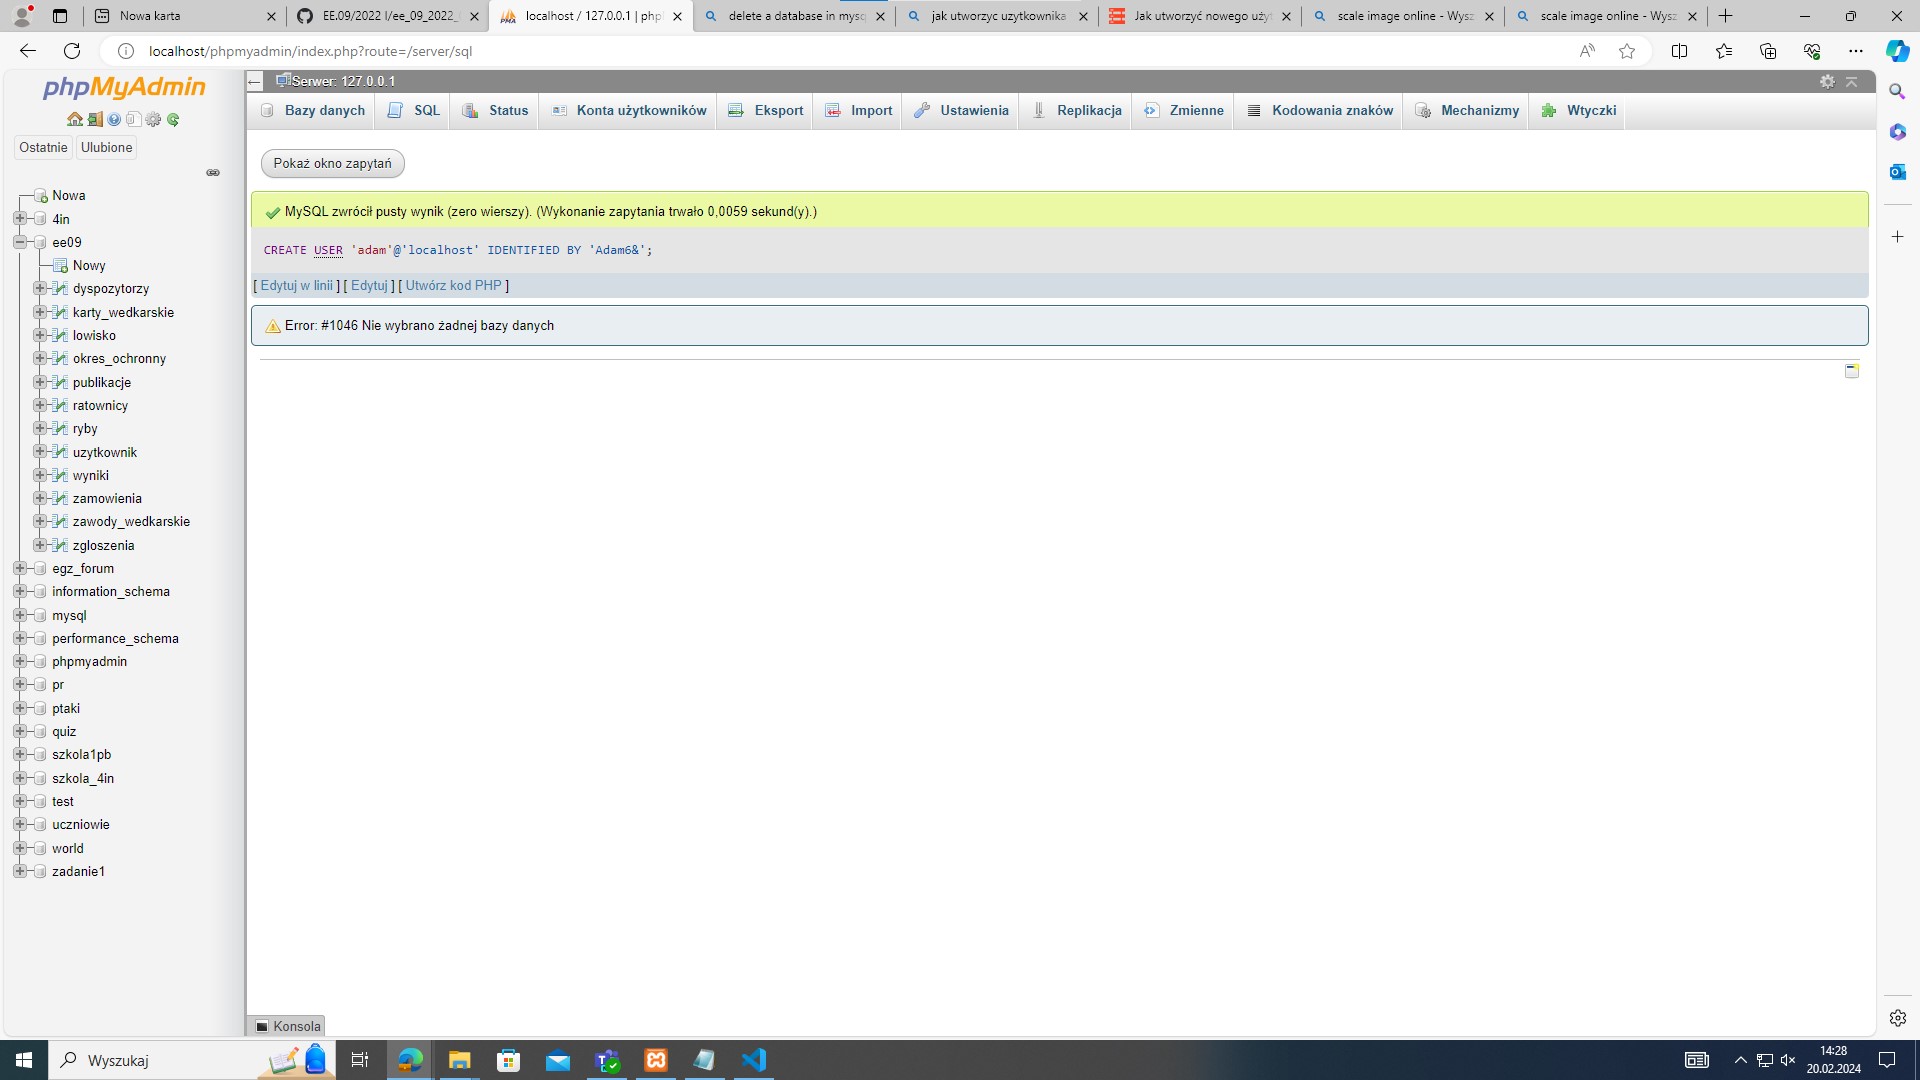 Nowa karta
EE.09/2022 I/ee_09_2022_
localhost / 127.0.0.1 | php
delete a database in mysq
jak utworzyc uzytkownika
Jak utworzyć nowego uży
scale image online - Wysz
scale image online - Wysz
localhost/phpmyadmin/index.php?route=/server/sql
phpMyAdmin
Ostatnie
Ulubione
Nowa
4in
ee09
Nowy
dyspozytorzy
karty_wedkarskie
lowisko
okres_ochronny
publikacje
ratownicy
ryby
uzytkownik
wyniki
zamowienia
zawody_wedkarskie
zgloszenia
egz_forum
information_schema
mysql
performance_schema
phpmyadmin
pr
ptaki
quiz
szkola1pb
szkola_4in
test
uczniowie
world
zadanie1
Serwer: 127.0.0.1
Bazy danych
SQL
Status
Konta użytkowników
Eksport
Import
Ustawienia
Replikacja
Zmienne
Kodowania znaków
Mechanizmy
Wtyczki
Pokaż okno zapytań
MySQL zwrócił pusty wynik (zero wierszy). (Wykonanie zapytania trwało 0,0059 sekund(y).)
CREATE USER 'adam'@'localhost' IDENTIFIED BY 'Adam6&';
[ Edytuj w linii ] [ Edytuj ] [ Utwórz kod PHP ]
Error: #1046 Nie wybrano żadnej bazy danych
Konsola
Wyszukaj
14:28
20.02.2024